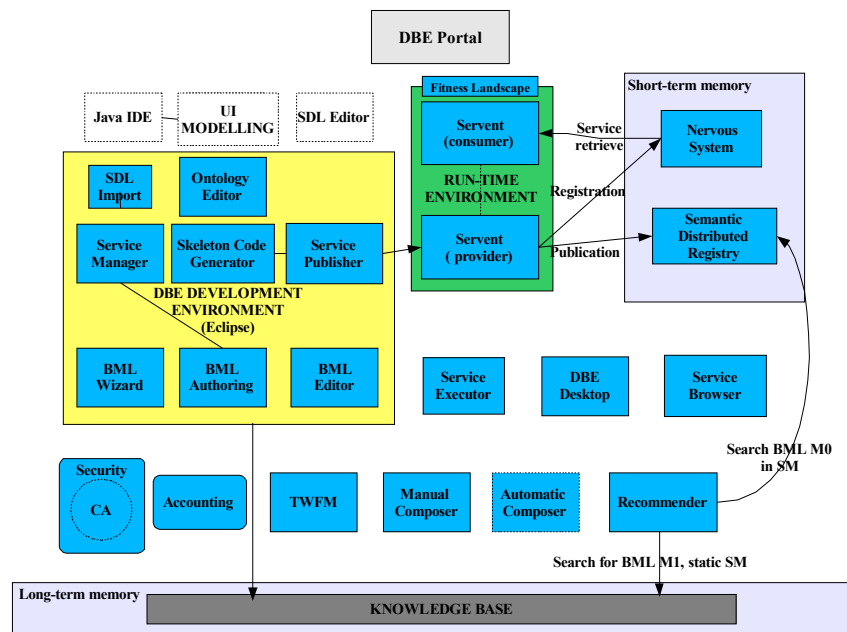 DBE Portal
Fitness Landscape
Short-term memory
Java IDE
UI
MODELLING
SDL Editor
Servent
(consumer)
Service
retrieve
Nervous
System
SDL
Import
Ontology
Editor
RUN-TIME
ENVIRONMENT
Registration
Service
Manager
Skeleton Code
Generator
Service
Publisher
Servent
( provider)
Publication
Semantic
Distributed
Registry
DBE DEVELOPMENT
ENVIRONMENT
(Eclipse)
BML
Wizard
BML
Authoring
BML
Editor
Service
Executor
DBE
Desktop
Service
Browser
Search BML M0
in SM
Security
CA
Accounting
TWFM
Manual
Composer
Automatic
Composer
Recommender
Search for BML M1, static SM
Long-term memory
KNOWLEDGE BASE